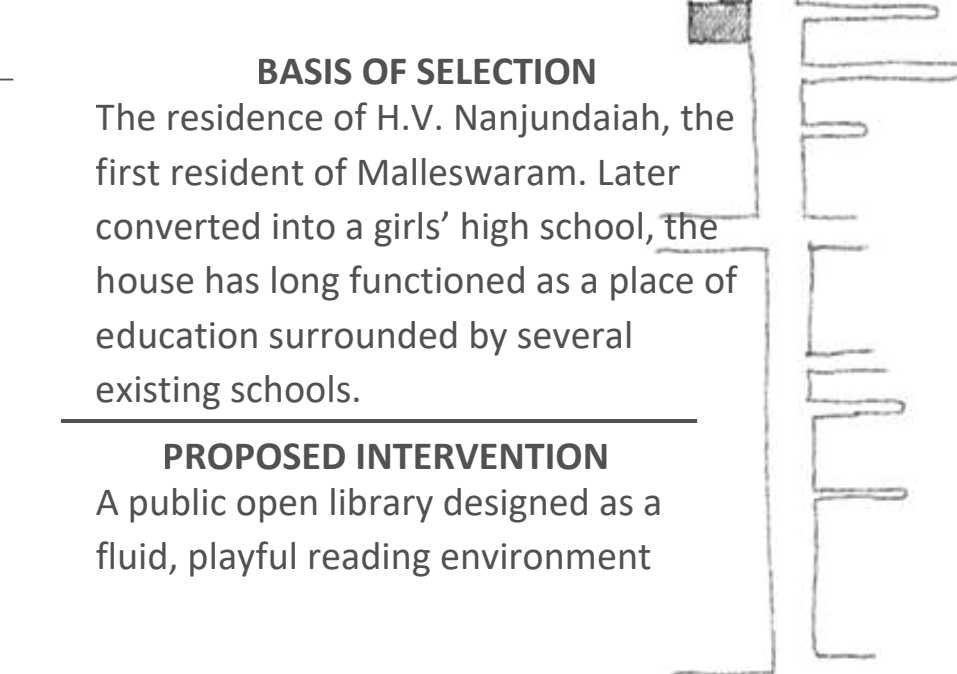 BASIS OF SELECTION
The residence of H.V. Nanjundaiah, the
first resident of Malleswaram. Later
converted into a girls’ high school, the
house has long functioned as a place of
education surrounded by several
existing schools.
PROPOSED INTERVENTION
A public open library designed as a
fluid, playful reading environment